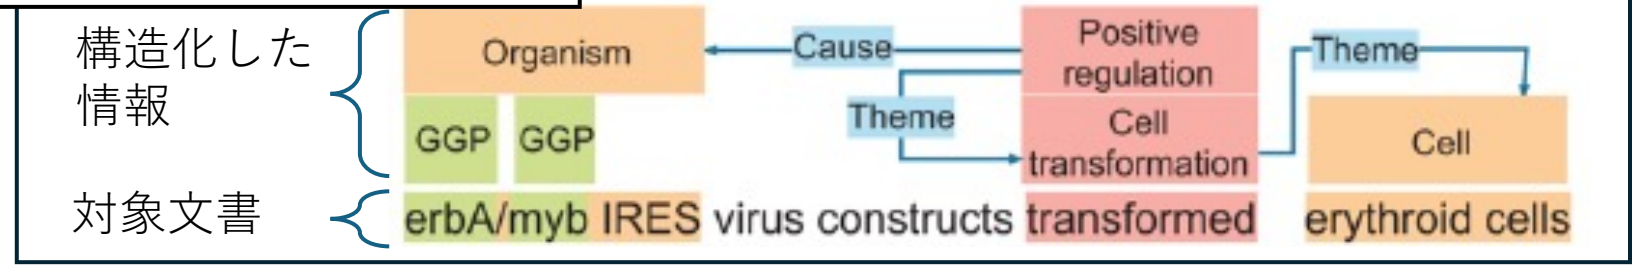 構造化した
情報
Organism
Cause
Positive
regulation
Theme
GGP
GGP
Theme
Cell
transformation
Cell
対象文書
erbA/myb IRES virus constructs transformed erythroid cells